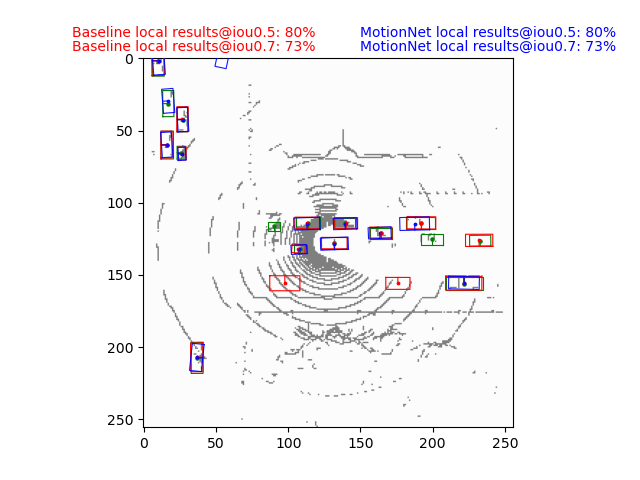 Baseline local results@iou0.5: 80% MotionNet local results@iou0.5: 80%
Baseline local results@iou0.7: 73% MotionNet local results@iou0.7: 73%
0
50
100
150
200
250
0 50 100 150 200 250